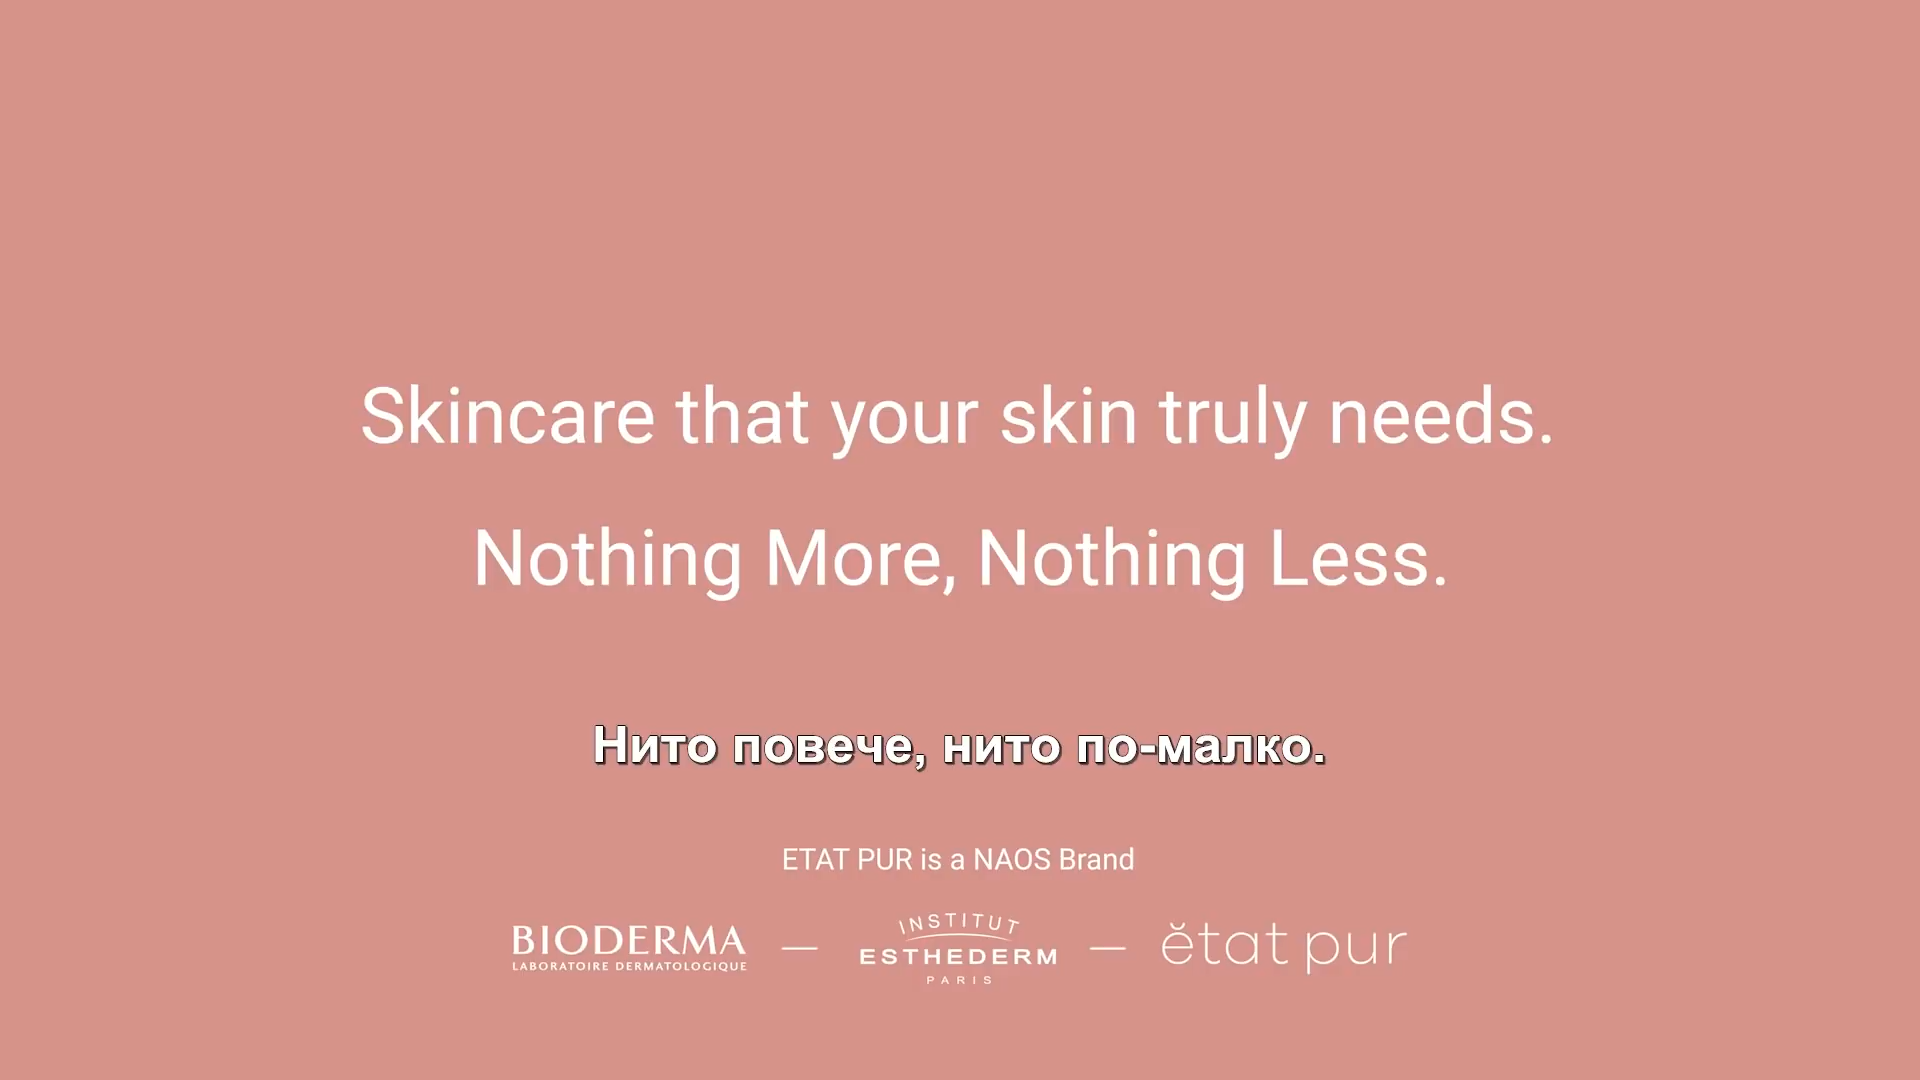 Skincare that your skin truly needs.
Nothing More, Nothing Less.
Нито повече, нито по-малко.
ETAT PUR is a NAOS Brand
BIODERMA
LABORATOIRE DERMATOLOGIQUE
INSTITUT
ESTHEDERM
PARIS
ĕtat pur